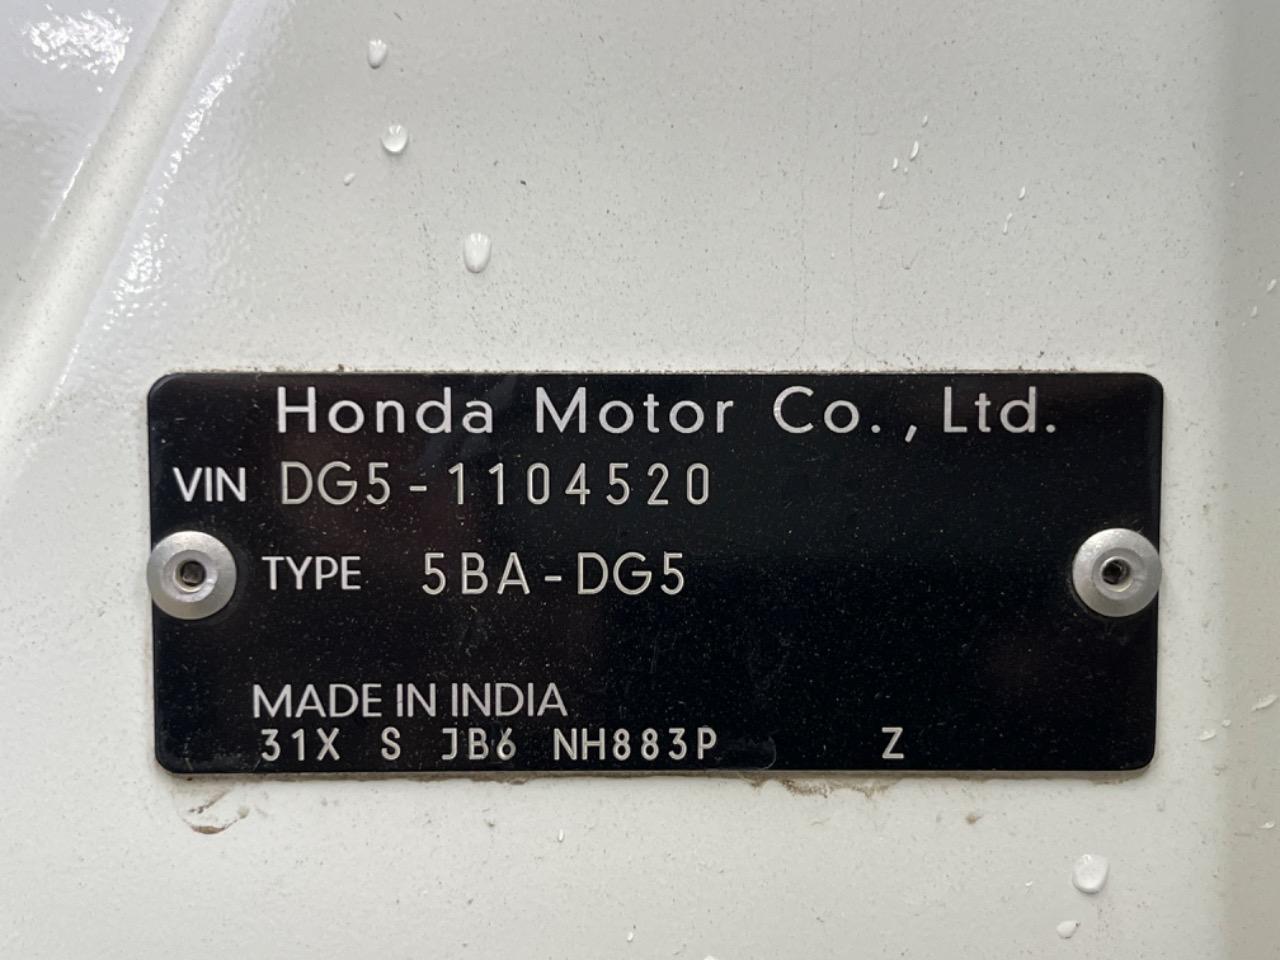 Honda Motor Co., Ltd.
VIN DG5-1104520
TYPE 5BA-DG5
MADE IN INDIA
31X S JB6 NH883P Z